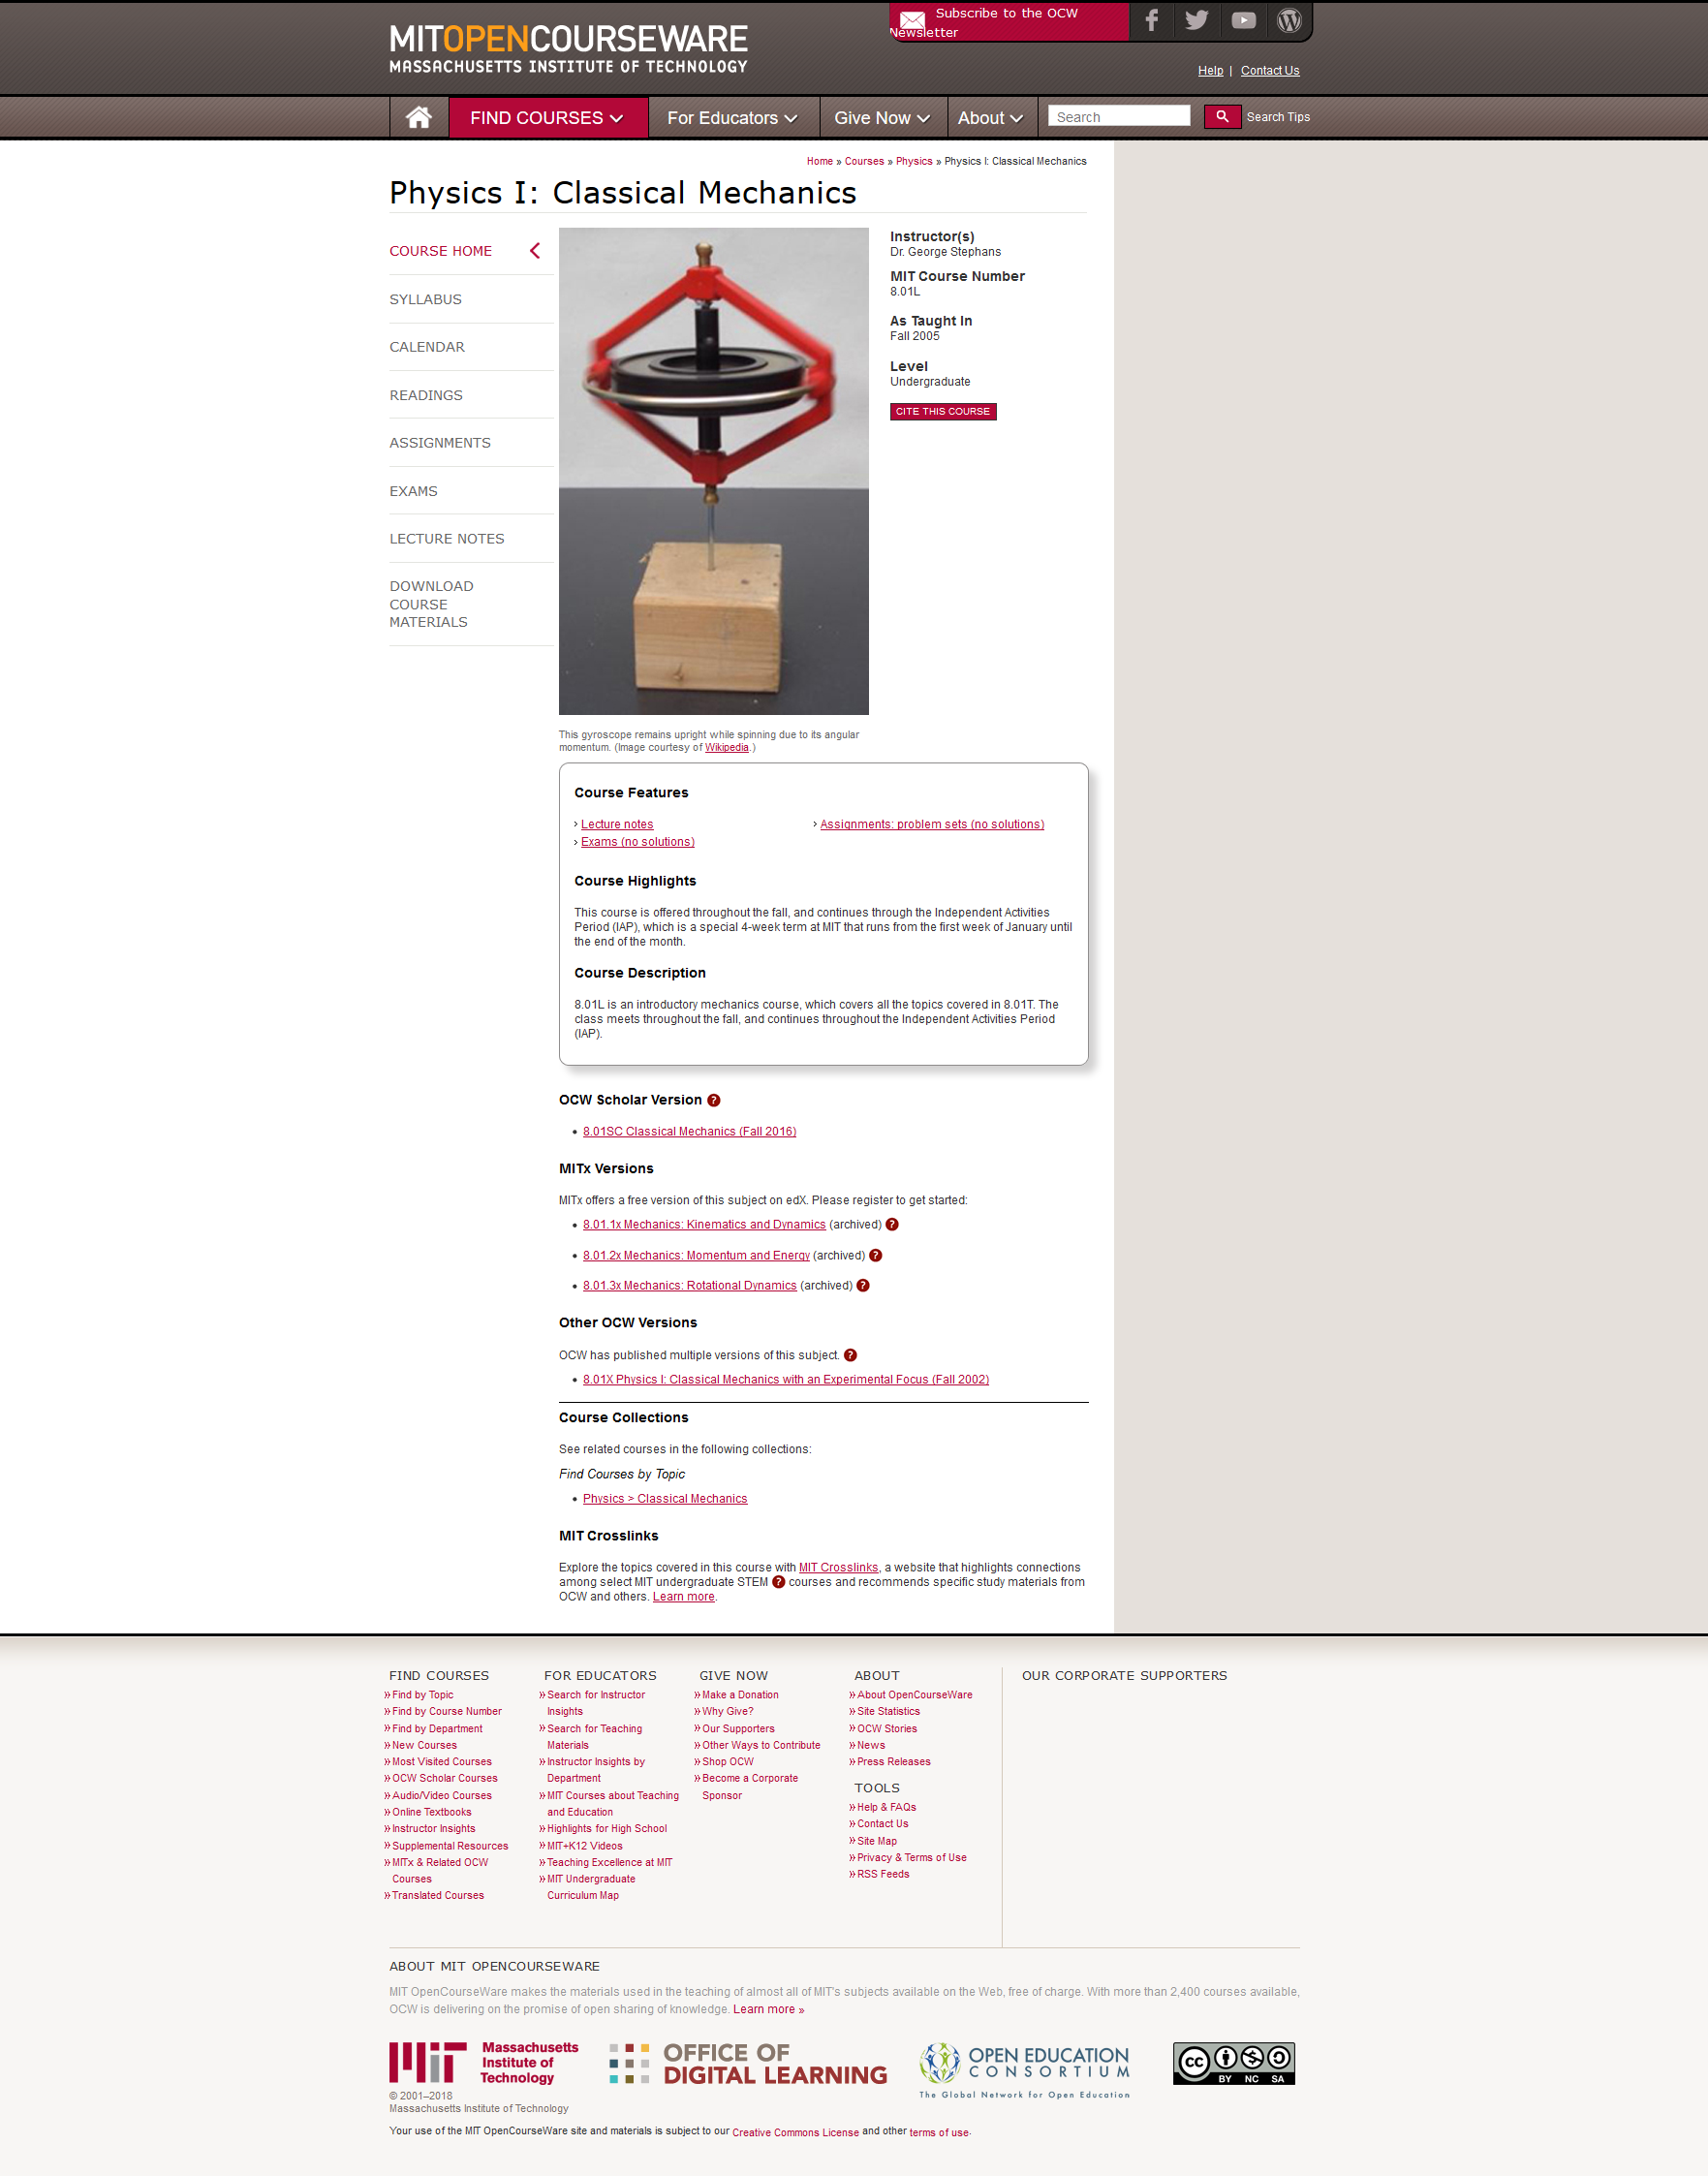 MITOPENCOURSEWARE
MASSACHUSETTS INSTITUTE OF TECHNOLOGY
Subscribe to the OCW
Newsletter
Help | Contact Us
FIND COURSES
For Educators
Give Now
About
Search
Search Tips
Home » Courses » Physics » Physics I: Classical Mechanics
Physics I: Classical Mechanics
COURSE HOME
SYLLABUS
CALENDAR
READINGS
ASSIGNMENTS
EXAMS
LECTURE NOTES
DOWNLOAD
COURSE
MATERIALS
Instructor(s)
Dr. George Stephans
MIT Course Number
8.01L
As Taught In
Fall 2005
Level
Undergraduate
CITE THIS COURSE
This gyroscope remains upright while spinning due to its angular
momentum. (Image courtesy of Wikipedia.)
Course Features
› Lecture notes
› Assignments: problem sets (no solutions)
› Exams (no solutions)
Course Highlights
This course is offered throughout the fall, and continues through the Independent Activities
Period (IAP), which is a special 4-week term at MIT that runs from the first week of January until
the end of the month.
Course Description
8.01L is an introductory mechanics course, which covers all the topics covered in 8.01T. The
class meets throughout the fall, and continues throughout the Independent Activities Period
(IAP).
OCW Scholar Version ?
• 8.01SC Classical Mechanics (Fall 2016)
MITx Versions
MITx offers a free version of this subject on edX. Please register to get started:
• 8.01.1x Mechanics: Kinematics and Dynamics (archived) ?
• 8.01.2x Mechanics: Momentum and Energy (archived) ?
• 8.01.3x Mechanics: Rotational Dynamics (archived) ?
Other OCW Versions
OCW has published multiple versions of this subject. ?
• 8.01X Physics I: Classical Mechanics with an Experimental Focus (Fall 2002)
Course Collections
See related courses in the following collections:
Find Courses by Topic
• Physics > Classical Mechanics
MIT Crosslinks
Explore the topics covered in this course with MIT Crosslinks, a website that highlights connections
among select MIT undergraduate STEM ? courses and recommends specific study materials from
OCW and others. Learn more.
FIND COURSES
» Find by Topic
» Find by Course Number
» Find by Department
» New Courses
» Most Visited Courses
» OCW Scholar Courses
» Audio/Video Courses
» Online Textbooks
» Instructor Insights
» Supplemental Resources
» MITx & Related OCW
Courses
» Translated Courses
FOR EDUCATORS
» Search for Instructor
Insights
» Search for Teaching
Materials
» Instructor Insights by
Department
» MIT Courses about Teaching
and Education
» Highlights for High School
» MIT+K12 Videos
» Teaching Excellence at MIT
» MIT Undergraduate
Curriculum Map
GIVE NOW
» Make a Donation
» Why Give?
» Our Supporters
» Other Ways to Contribute
» Shop OCW
» Become a Corporate
Sponsor
ABOUT
» About OpenCourseWare
» Site Statistics
» OCW Stories
» News
» Press Releases
TOOLS
» Help & FAQs
» Contact Us
» Site Map
» Privacy & Terms of Use
» RSS Feeds
OUR CORPORATE SUPPORTERS
ABOUT MIT OPENCOURSEWARE
MIT OpenCourseWare makes the materials used in the teaching of almost all of MIT's subjects available on the Web, free of charge. With more than 2,400 courses available,
OCW is delivering on the promise of open sharing of knowledge. Learn more »
MIT
Massachusetts
Institute of
Technology
OFFICE OF
DIGITAL LEARNING
OPEN EDUCATION
CONSORTIUM
The Global Network for Open Education
CC
BY NC SA
© 2001–2018
Massachusetts Institute of Technology
Your use of the MIT OpenCourseWare site and materials is subject to our Creative Commons License and other terms of use.